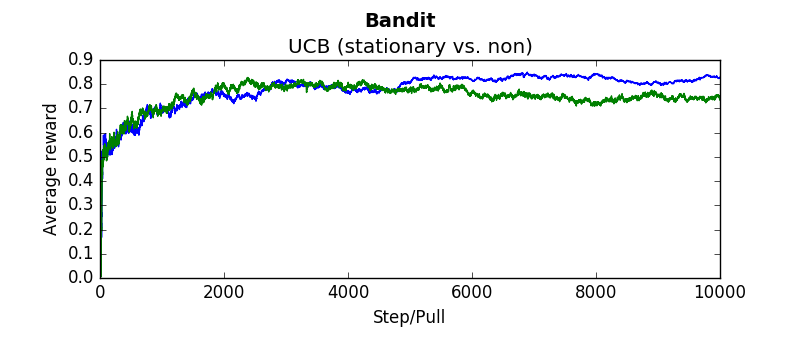 Bandit
UCB (stationary vs. non)
Average reward
0.9
0.8
0.7
0.6
0.5
0.4
0.3
0.2
0.1
0.0
0 2000 4000 6000 8000 10000
Step/Pull